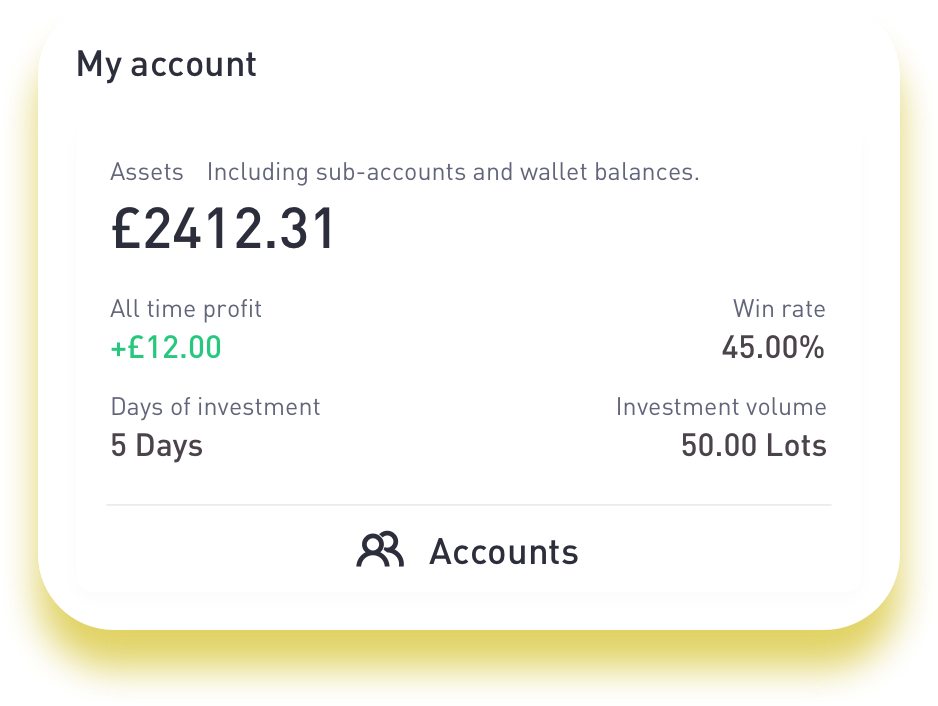 My account
Assets Including sub-accounts and wallet balances.
£2412.31
All time profit Win rate
+£12.00 45.00%
Days of investment Investment volume
5 Days 50.00 Lots
Accounts